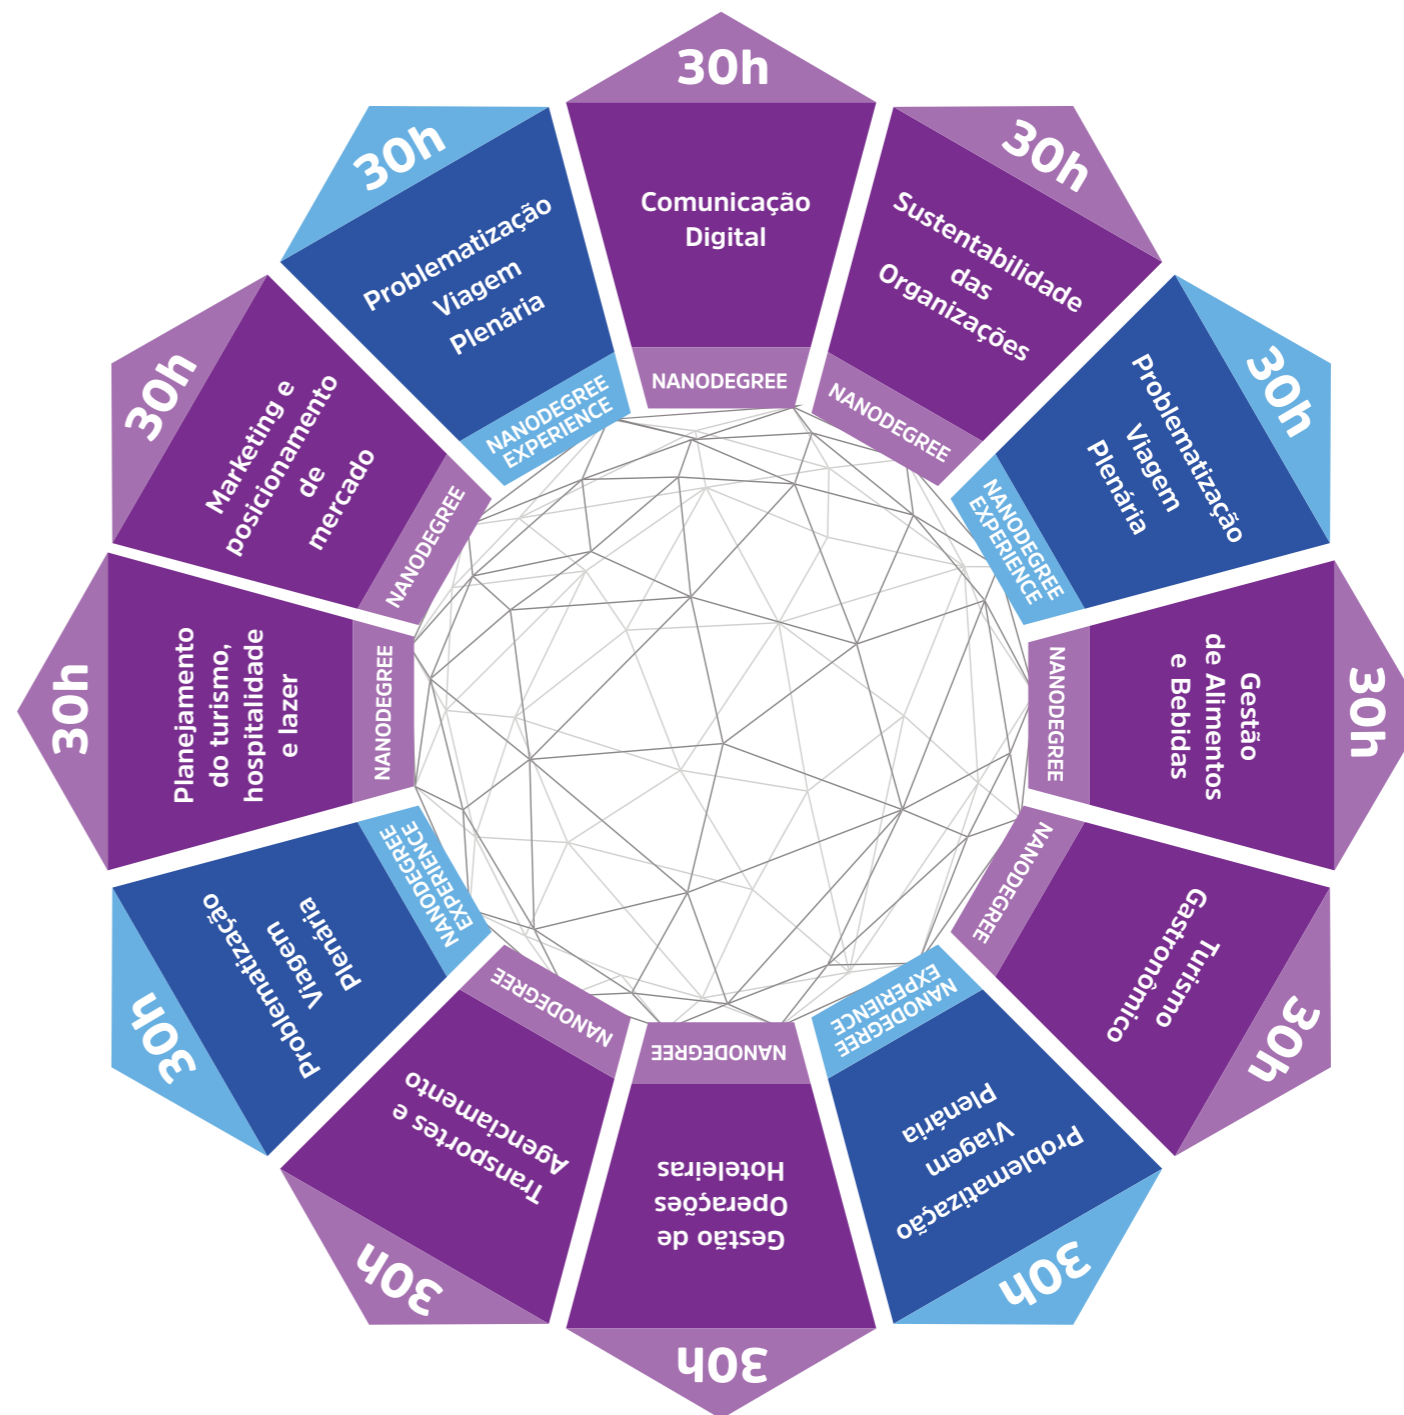 30h
Comunicação
Digital
NANODEGREE
30h
Sustentabilidade
das
Organizações
NANODEGREE
30h
Problematização
Viagem
Plenária
NANODEGREE
EXPERIENCE
30h
Gestão
de Alimentos
e Bebidas
NANODEGREE
30h
Turismo
Gastronômico
NANODEGREE
30h
Problematização
Viagem
Plenária
NANODEGREE
EXPERIENCE
30h
Gestão de
Operações
Hoteleiras
NANODEGREE
30h
Transportes e
Agenciamento
NANODEGREE
30h
Problematização
Viagem
Plenária
NANODEGREE
EXPERIENCE
30h
Planejamento
do turismo,
hospitalidade
e lazer
NANODEGREE
30h
Marketing e
posicionamento
de
mercado
NANODEGREE
30h
Problematização
Viagem
Plenária
NANODEGREE
EXPERIENCE